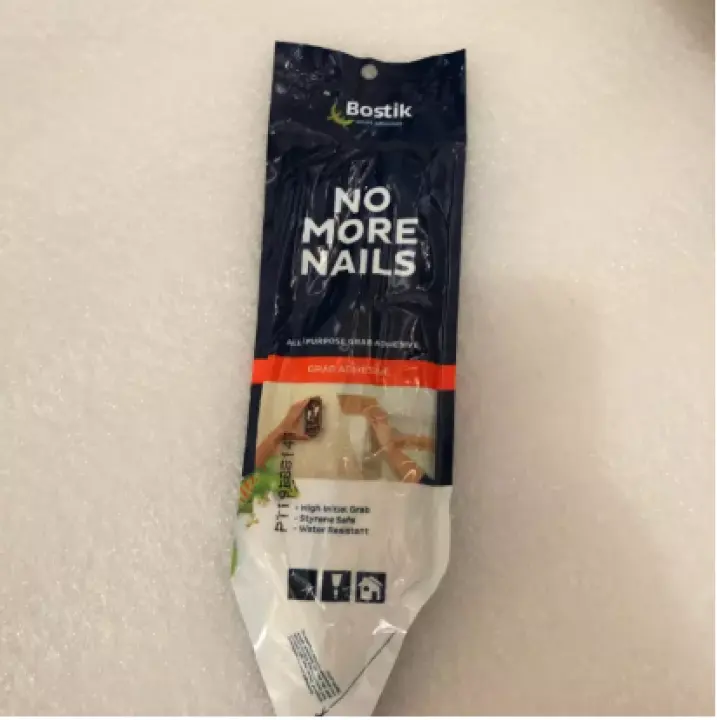 Bostik
NO
MORE
NAILS
ALL PURPOSE GRAB ADHESIVE
GRAB ADHESIVE
- High Initial Grab
- Styrene Safe
- Water Resistant